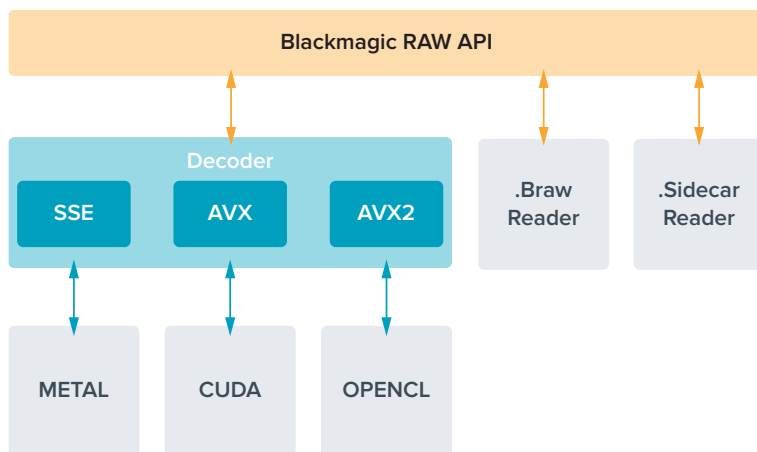 Blackmagic RAW API
Decoder
SSE
AVX
AVX2
.Braw
Reader
.Sidecar
Reader
METAL
CUDA
OPENCL